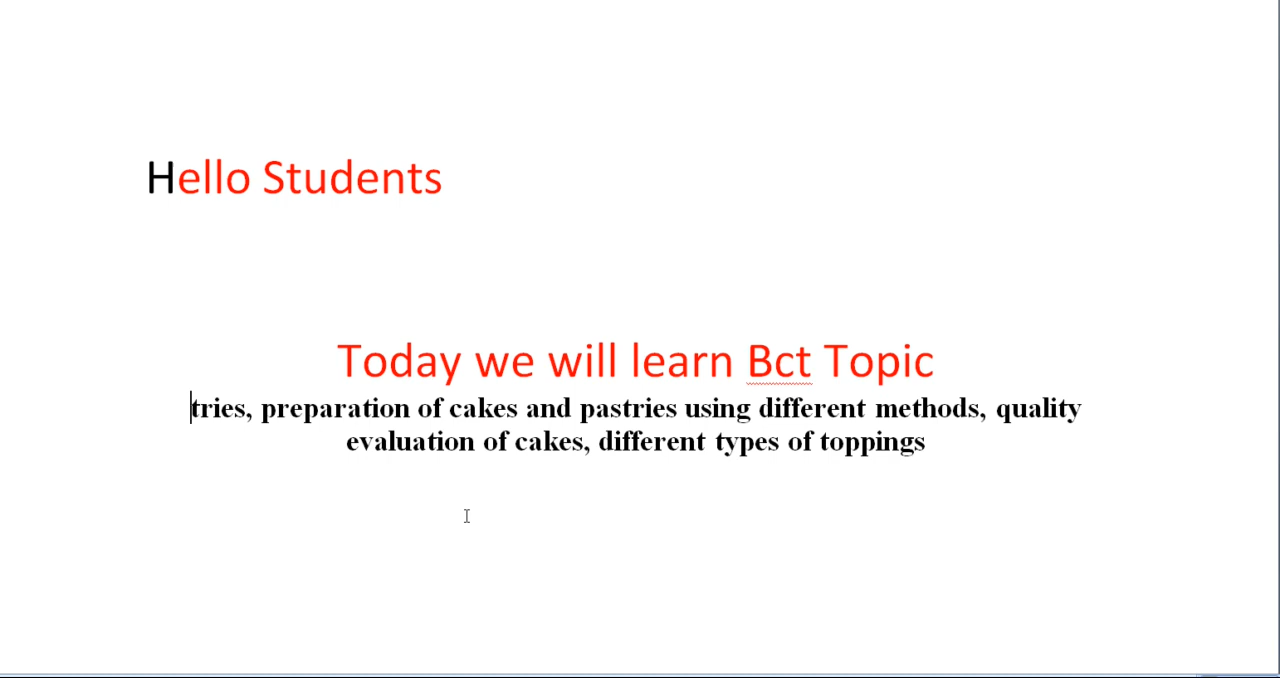 Hello Students
Today we will learn Bct Topic
tries, preparation of cakes and pastries using different methods, quality
evaluation of cakes, different types of toppings